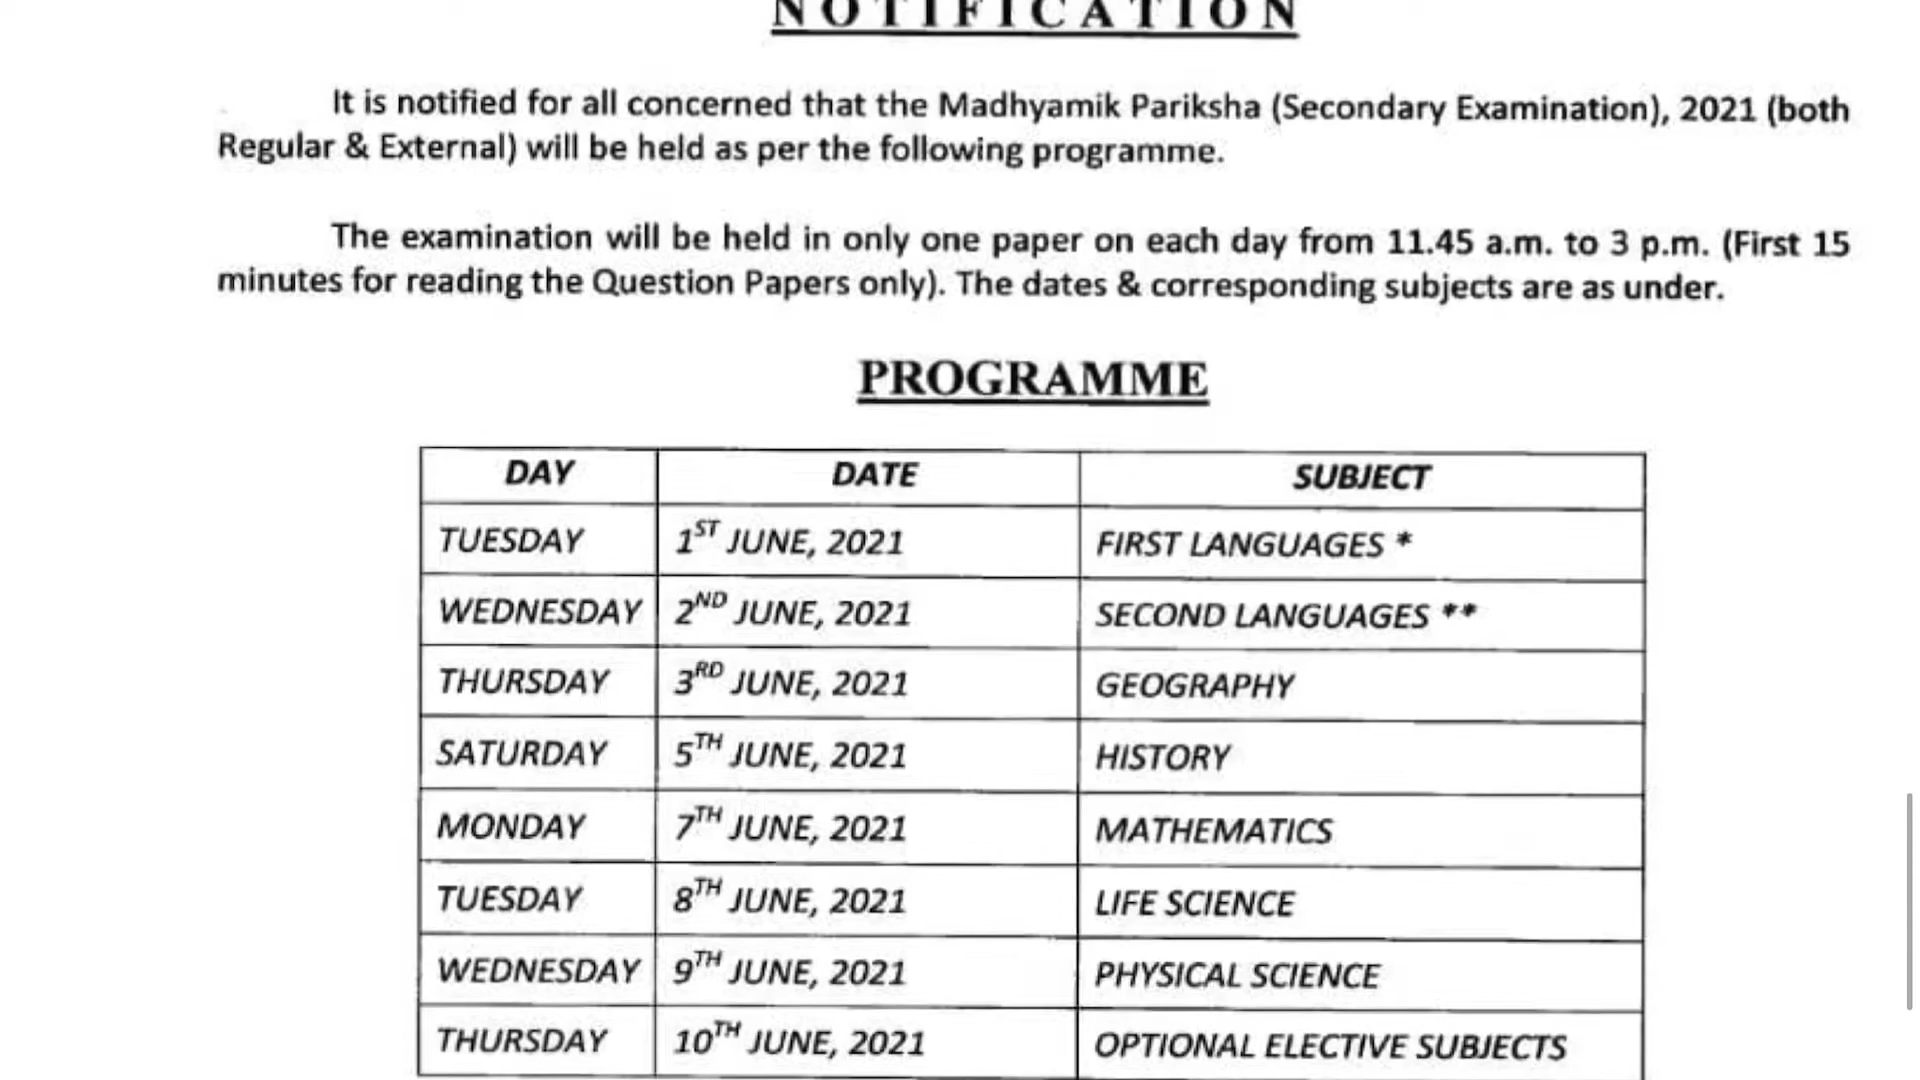 NOTIFICATION
It is notified for all concerned that the Madhyamik Pariksha (Secondary Examination), 2021 (both
Regular & External) will be held as per the following programme.
The examination will be held in only one paper on each day from 11.45 a.m. to 3 p.m. (First 15
minutes for reading the Question Papers only). The dates & corresponding subjects are as under.
PROGRAMME
DAY DATE SUBJECT
TUESDAY 1ST JUNE, 2021 FIRST LANGUAGES *
WEDNESDAY 2ND JUNE, 2021 SECOND LANGUAGES **
THURSDAY 3RD JUNE, 2021 GEOGRAPHY
SATURDAY 5TH JUNE, 2021 HISTORY
MONDAY 7TH JUNE, 2021 MATHEMATICS
TUESDAY 8TH JUNE, 2021 LIFE SCIENCE
WEDNESDAY 9TH JUNE, 2021 PHYSICAL SCIENCE
THURSDAY 10TH JUNE, 2021 OPTIONAL ELECTIVE SUBJECTS